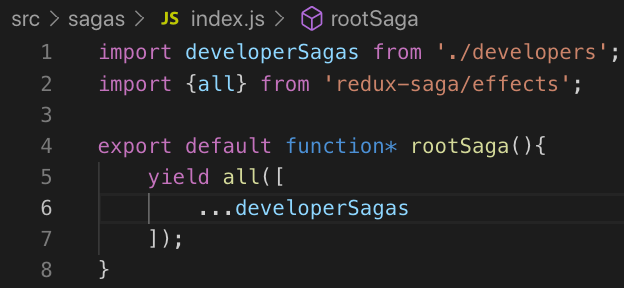 src > sagas > JS index.js > rootSaga
1 import developerSagas from './developers';
2 import {all} from 'redux-saga/effects';
3
4 export default function* rootSaga(){
5     yield all([
6         ...developerSagas
7     ]);
8 }